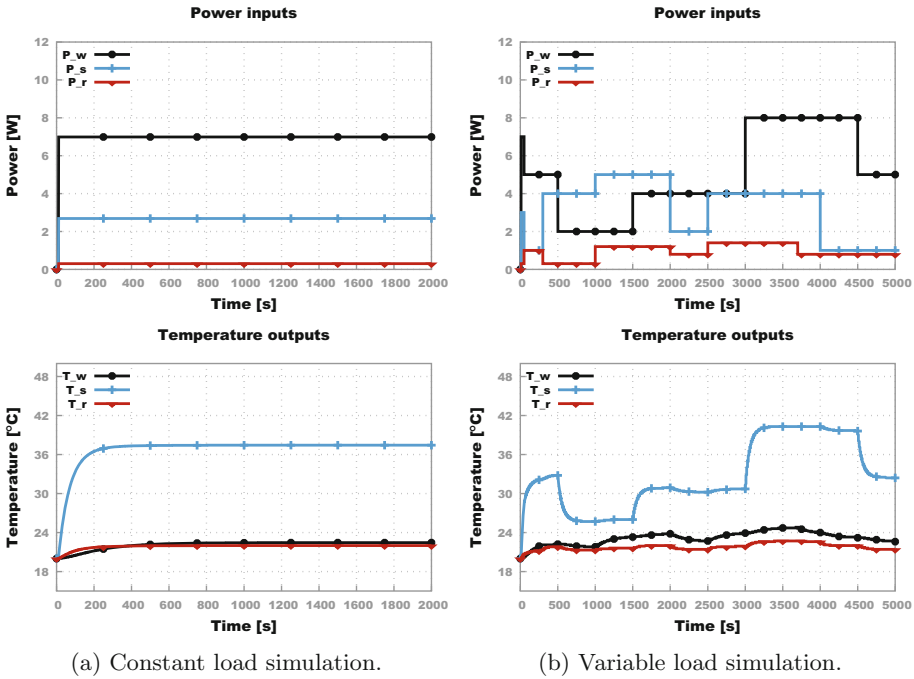 Power inputs
12
10
8
6
4
2
0
Power [W]
P_w
P_s
P_r
0 200 400 600 800 1000 1200 1400 1600 1800 2000
Time [s]
Power inputs
12
10
8
6
4
2
0
Power [W]
P_w
P_s
P_r
0 500 1000 1500 2000 2500 3000 3500 4000 4500 5000
Time [s]
Temperature outputs
48
42
36
30
24
18
Temperature [°C]
T_w
T_s
T_r
0 200 400 600 800 1000 1200 1400 1600 1800 2000
Time [s]
Temperature outputs
48
42
36
30
24
18
Temperature [°C]
T_w
T_s
T_r
0 500 1000 1500 2000 2500 3000 3500 4000 4500 5000
Time [s]
(a) Constant load simulation.
(b) Variable load simulation.